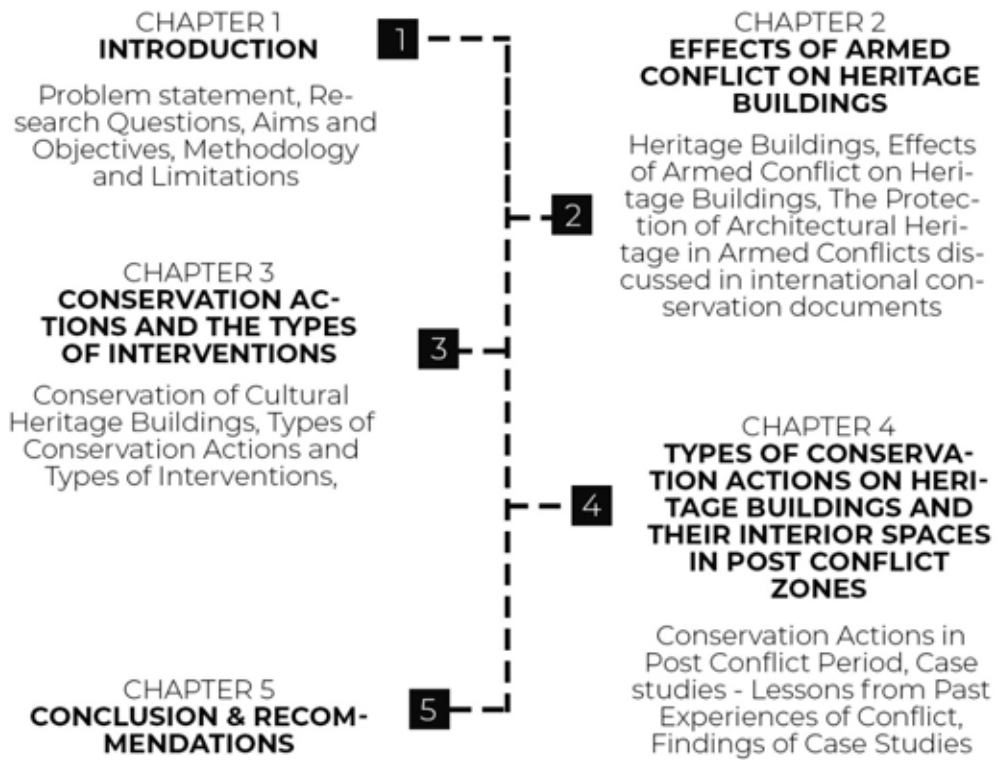 CHAPTER 1
INTRODUCTION
Problem statement, Re-
search Questions, Aims and
Objectives, Methodology
and Limitations
1
CHAPTER 2
EFFECTS OF ARMED
CONFLICT ON HERITAGE
BUILDINGS
Heritage Buildings, Effects
of Armed Conflict on Heri-
tage Buildings, The Protec-
tion of Architectural Heri-
tage in Armed Conflicts dis-
cussed in international con-
servation documents
2
CHAPTER 3
CONSERVATION AC-
TIONS AND THE TYPES
OF INTERVENTIONS
Conservation of Cultural
Heritage Buildings, Types of
Conservation Actions and
Types of Interventions,
3
CHAPTER 4
TYPES OF CONSERVA-
TION ACTIONS ON HERI-
TAGE BUILDINGS AND
THEIR INTERIOR SPACES
IN POST CONFLICT
ZONES
Conservation Actions in
Post Conflict Period, Case
studies - Lessons from Past
Experiences of Conflict,
Findings of Case Studies
4
CHAPTER 5
CONCLUSION & RECOM-
MENDATIONS
5